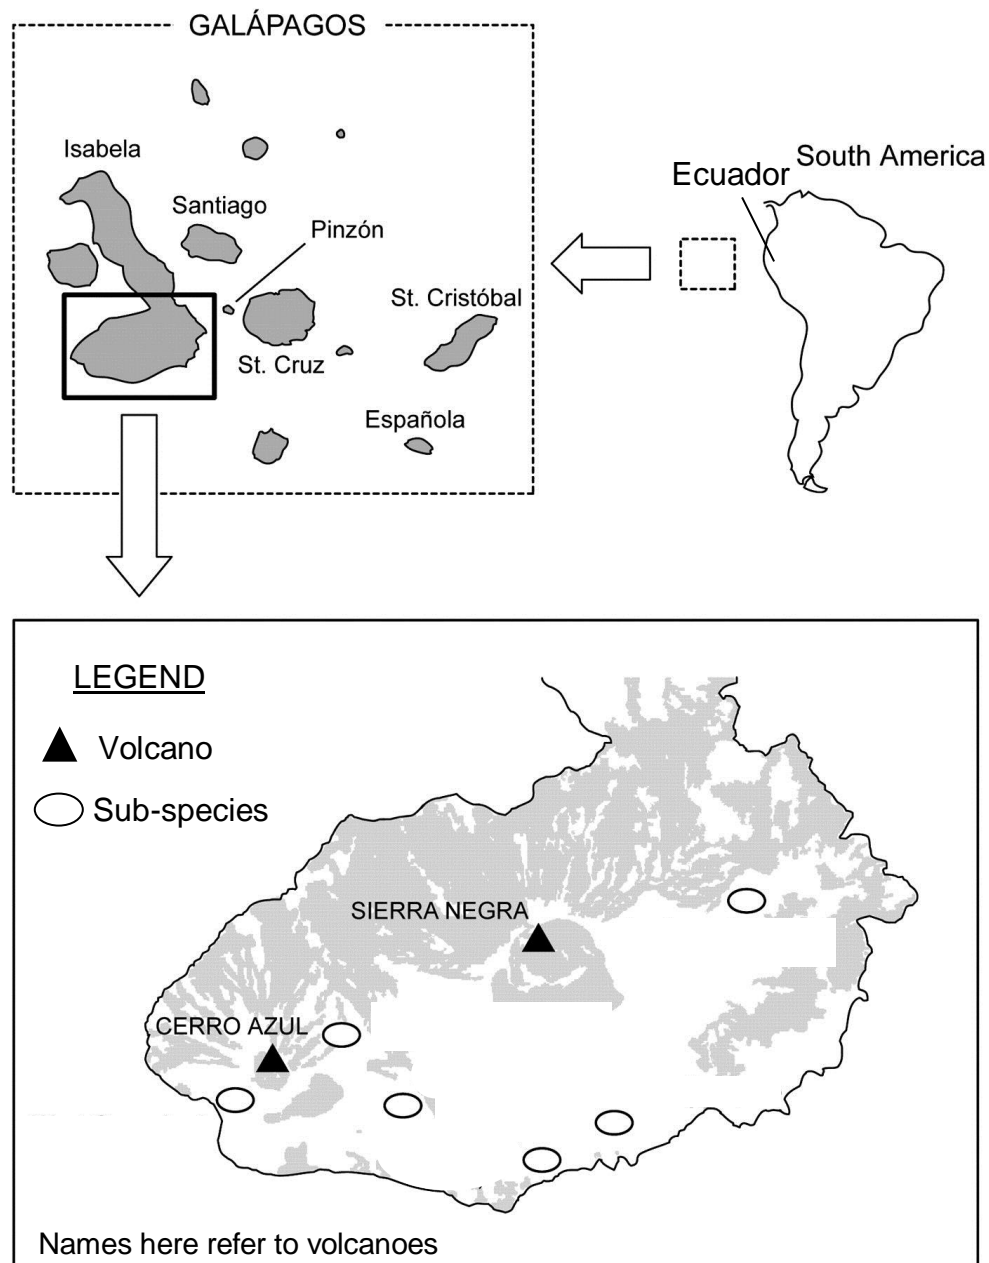 GALÁPAGOS
Isabela
Santiago
Pinzón
St. Cristóbal
St. Cruz
Española
South America
Ecuador
LEGEND
Volcano
Sub-species
SIERRA NEGRA
CERRO AZUL
Names here refer to volcanoes